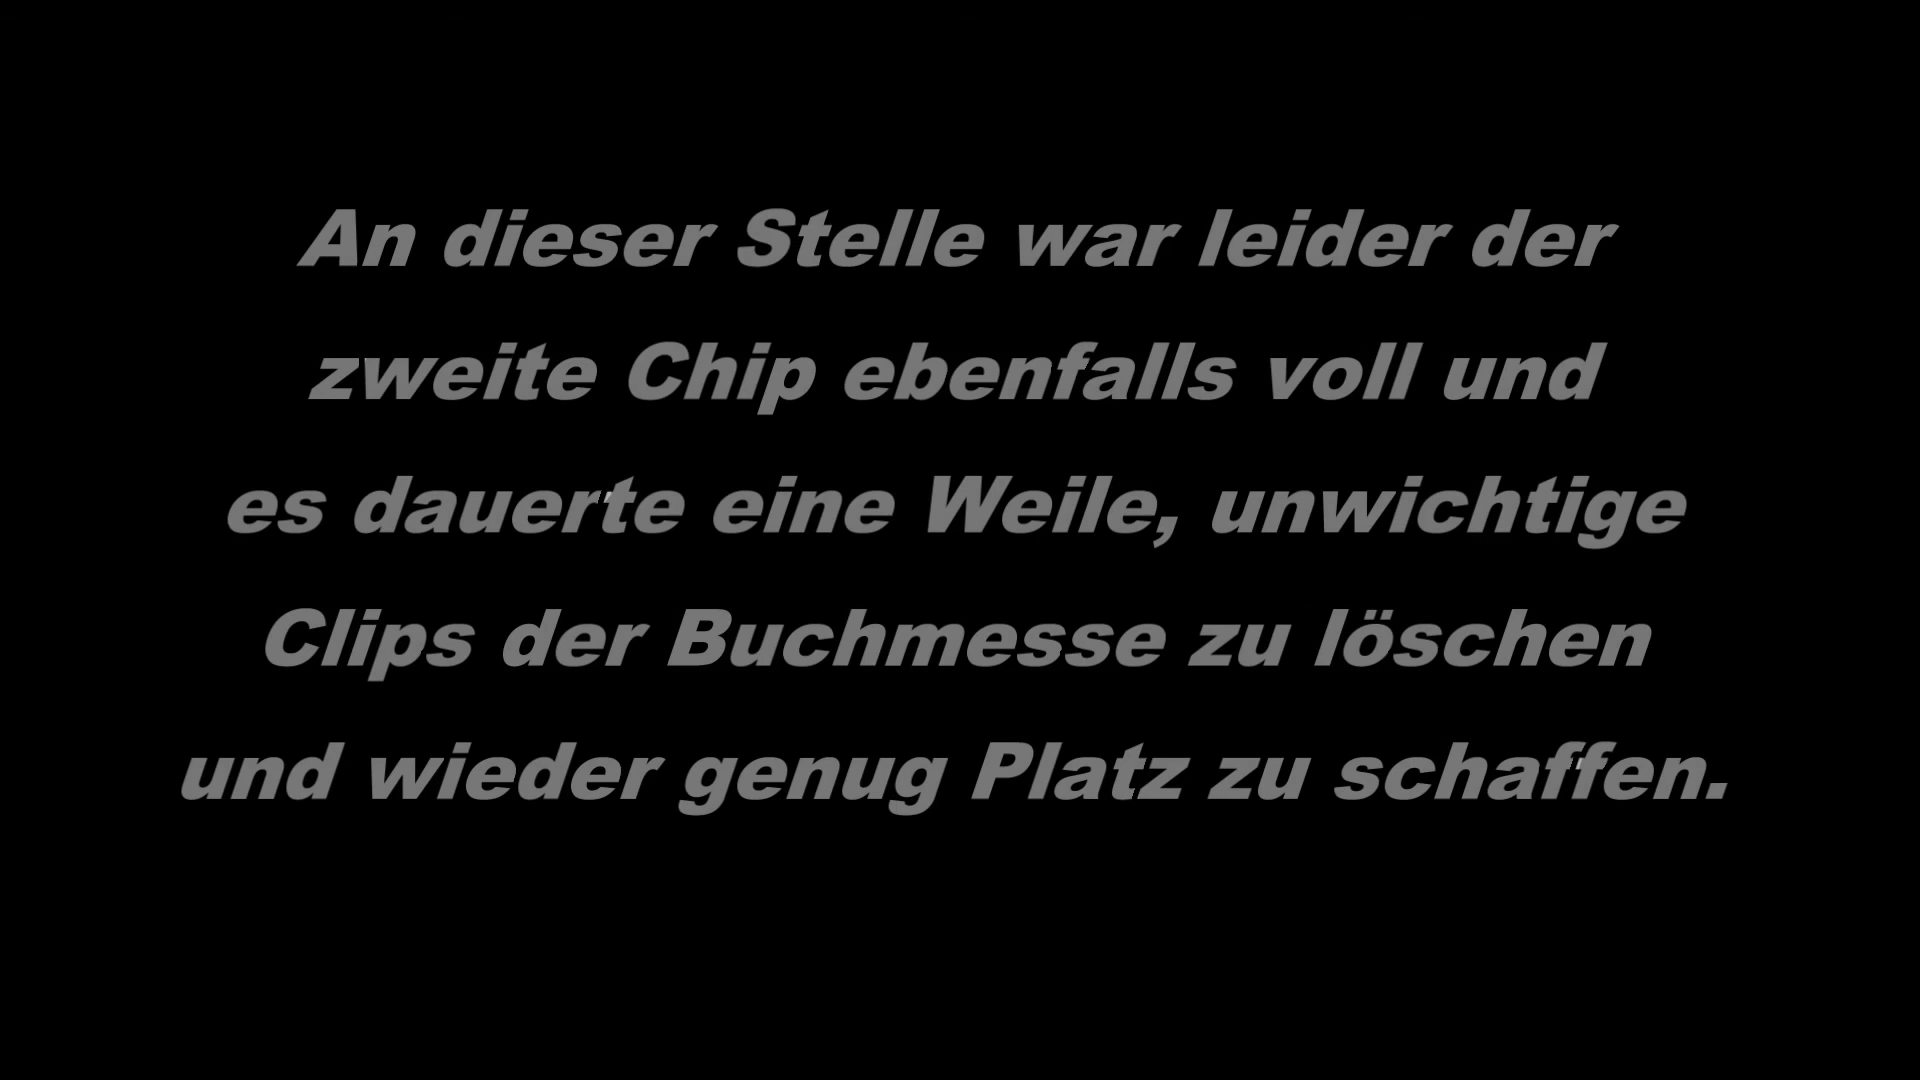 An dieser Stelle war leider der
zweite Chip ebenfalls voll und
es dauerte eine Weile, unwichtige
Clips der Buchmesse zu löschen
und wieder genug Platz zu schaffen.